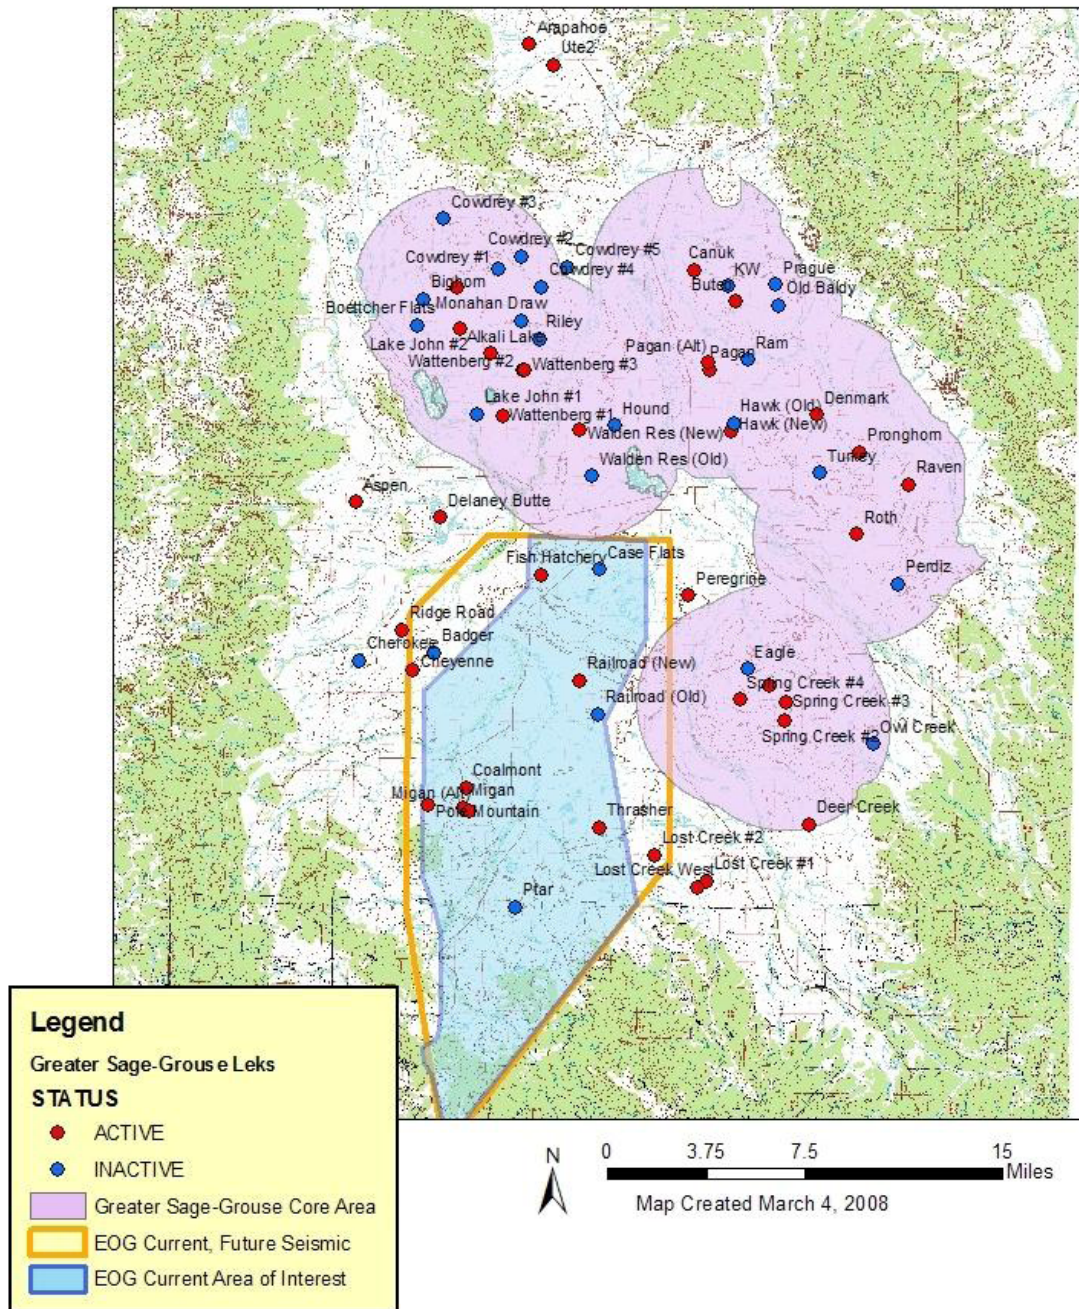 Arapahoe
Ute2
Cowdrey #3
Cowdrey #2
Cowdrey #5
Cowdrey #1
Cowdrey #4
Canuk
KW
Prague
Bighorn
Butte
Old Baldy
Monahan Draw
Boettcher Flats
Riley
Alkali Lake
Lake John #2
Ram
Pagan (Alt)
Pagan
Wattenberg #2
Wattenberg #3
Lake John #1
Hound
Hawk (Old)
Denmark
Wattenberg #1
Hawk (New)
Walden Res (New)
Pronghorn
Walden Res (Old)
Turkey
Raven
Aspen
Delaney Butte
Roth
Fish Hatchery
Case Flats
Perdiz
Peregrine
Ridge Road
Cherokee
Badger
Cheyenne
Railroad (New)
Eagle
Spring Creek #4
Railroad (Old)
Spring Creek #3
Spring Creek #2
Owl Creek
Coalmont
Migan
Migan (Alt)
Pole Mountain
Thrasher
Deer Creek
Lost Creek #2
Lost Creek West
Lost Creek #1
Ptar
Legend
Greater Sage-Grouse Leks
STATUS
ACTIVE
INACTIVE
Greater Sage-Grouse Core Area
EOG Current, Future Seismic
EOG Current Area of Interest
N
0 3.75 7.5 15
Miles
Map Created March 4, 2008